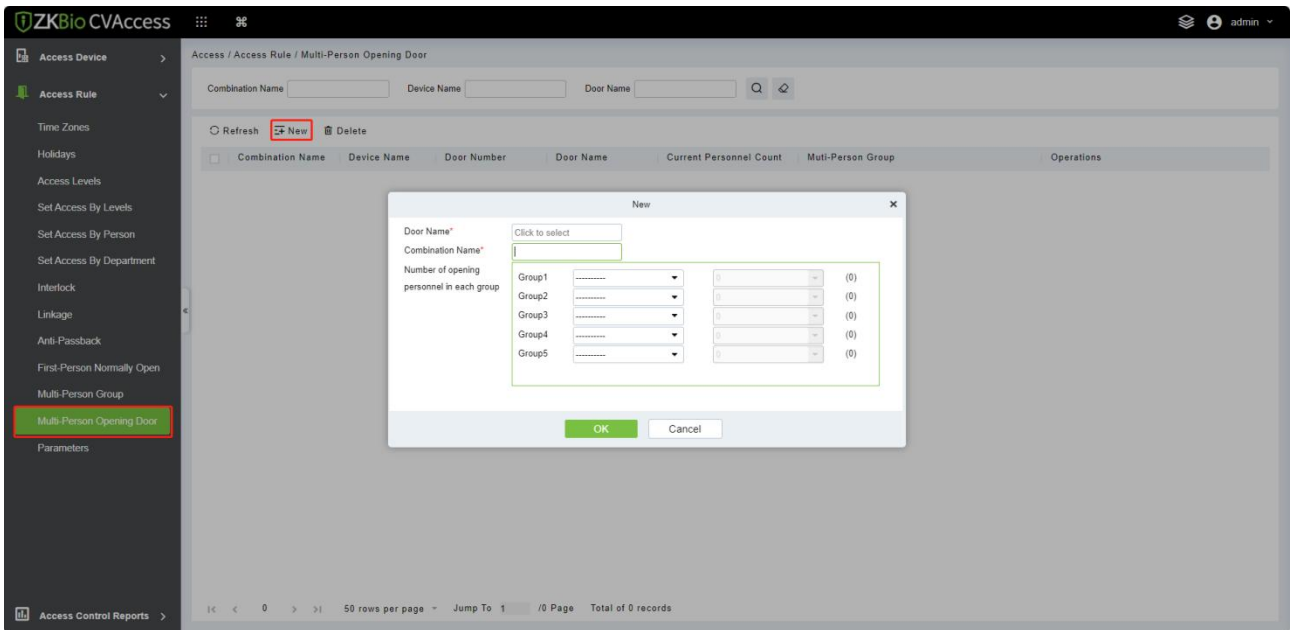 ZKBio CVAccess
admin
Access Device
Access Rule
Time Zones
Holidays
Access Levels
Set Access By Levels
Set Access By Person
Set Access By Department
Interlock
Linkage
Anti-Passback
First-Person Normally Open
Multi-Person Group
Multi-Person Opening Door
Parameters
Access Control Reports
Access / Access Rule / Multi-Person Opening Door
Combination Name Device Name Door Name
Refresh New Delete
Combination Name Device Name Door Number Door Name Current Personnel Count Muti-Person Group Operations
New
Door Name* Click to select
Combination Name*
Number of opening
personnel in each group
Group1 ---------- 0 (0)
Group2 ---------- 0 (0)
Group3 ---------- 0 (0)
Group4 ---------- 0 (0)
Group5 ---------- 0 (0)
OK Cancel
0 50 rows per page Jump To 1 /0 Page Total of 0 records